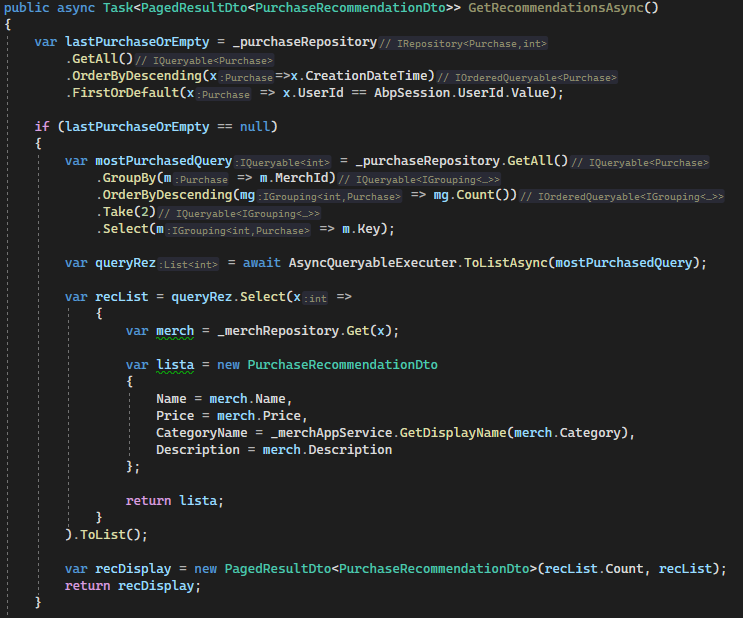 public async Task<PagedResultDto<PurchaseRecommendationDto>> GetRecommendationsAsync()
{
var lastPurchaseOrEmpty = _purchaseRepository // IRepository<Purchase,int>
.GetAll() // IQueryable<Purchase>
.OrderByDescending(x :Purchase =>x.CreationDateTime) // IOrderedQueryable<Purchase>
.FirstOrDefault(x :Purchase => x.UserId == AbpSession.UserId.Value);
if (lastPurchaseOrEmpty == null)
{
var mostPurchasedQuery :IQueryable<int> = _purchaseRepository.GetAll() // IQueryable<Purchase>
.GroupBy(m :Purchase => m.MerchId) // IQueryable<IGrouping<…>>
.OrderByDescending(mg :IGrouping<int,Purchase> => mg.Count()) // IOrderedQueryable<IGrouping<…>>
.Take(2) // IQueryable<IGrouping<…>>
.Select(m :IGrouping<int,Purchase> => m.Key);
var queryRez :List<int> = await AsyncQueryableExecuter.ToListAsync(mostPurchasedQuery);
var recList = queryRez.Select(x :int =>
{
var merch = _merchRepository.Get(x);
var lista = new PurchaseRecommendationDto
{
Name = merch.Name,
Price = merch.Price,
CategoryName = _merchAppService.GetDisplayName(merch.Category),
Description = merch.Description
};
return lista;
}
).ToList();
var recDisplay = new PagedResultDto<PurchaseRecommendationDto>(recList.Count, recList);
return recDisplay;
}